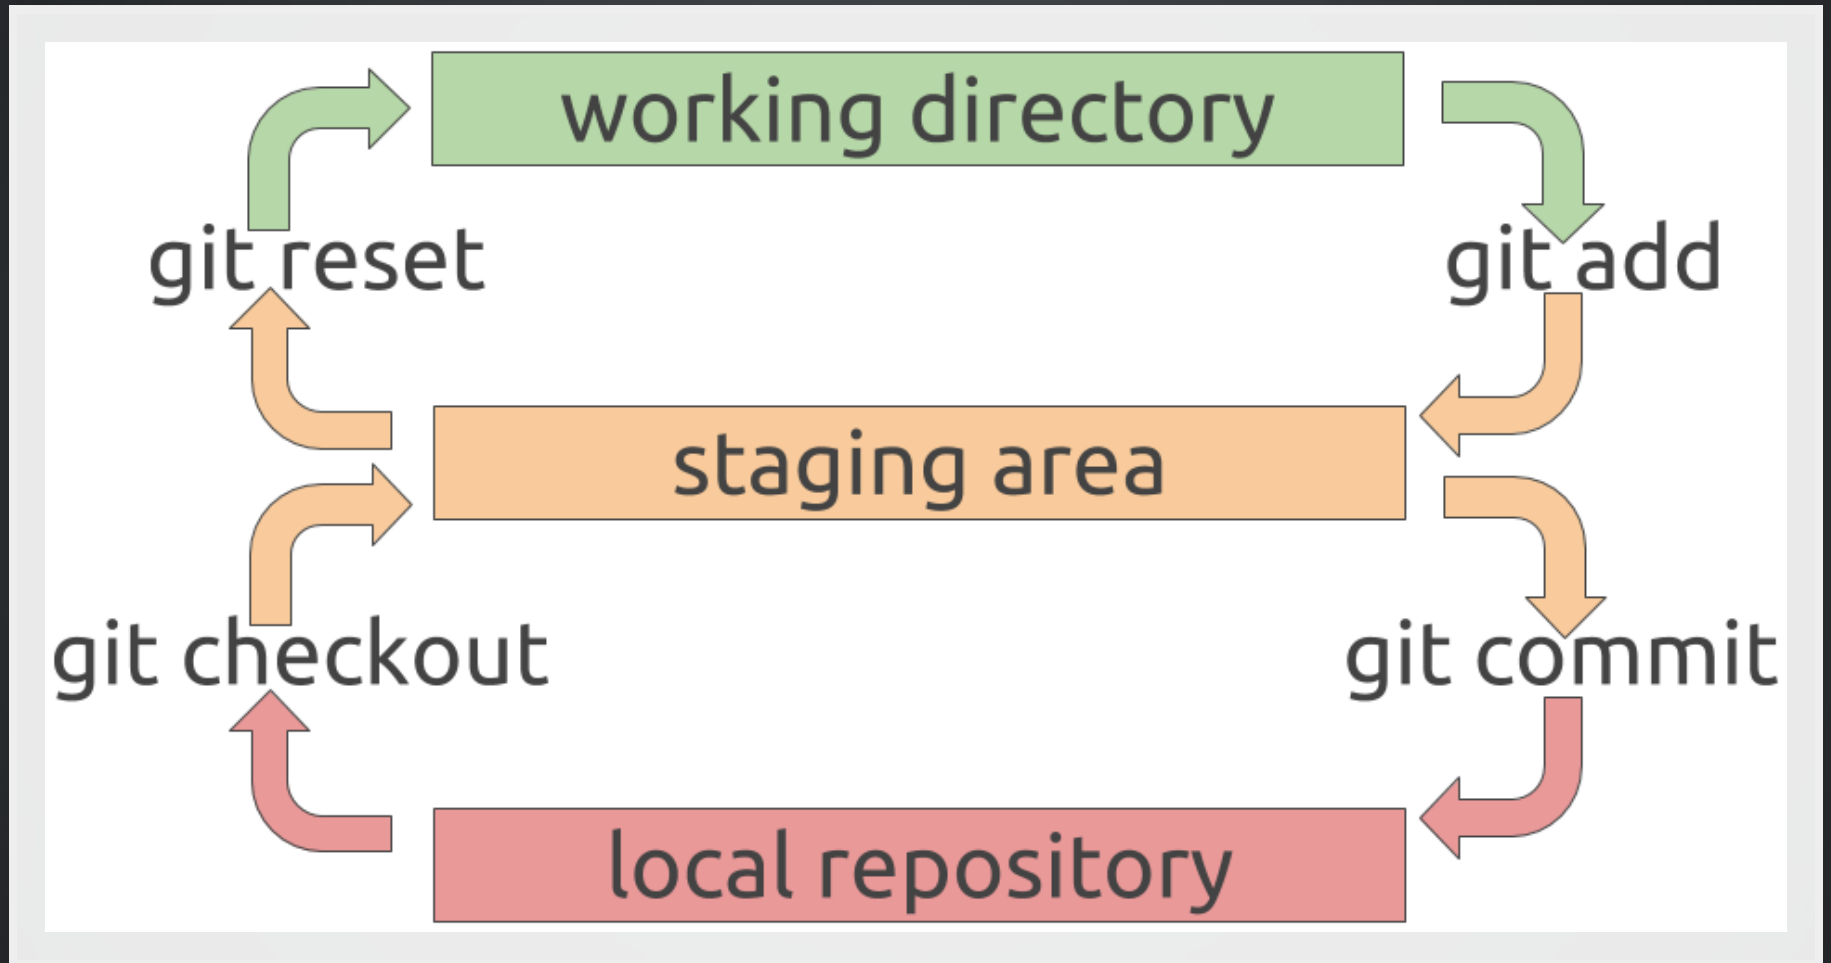 working directory
git reset
git add
staging area
git checkout
git commit
local repository